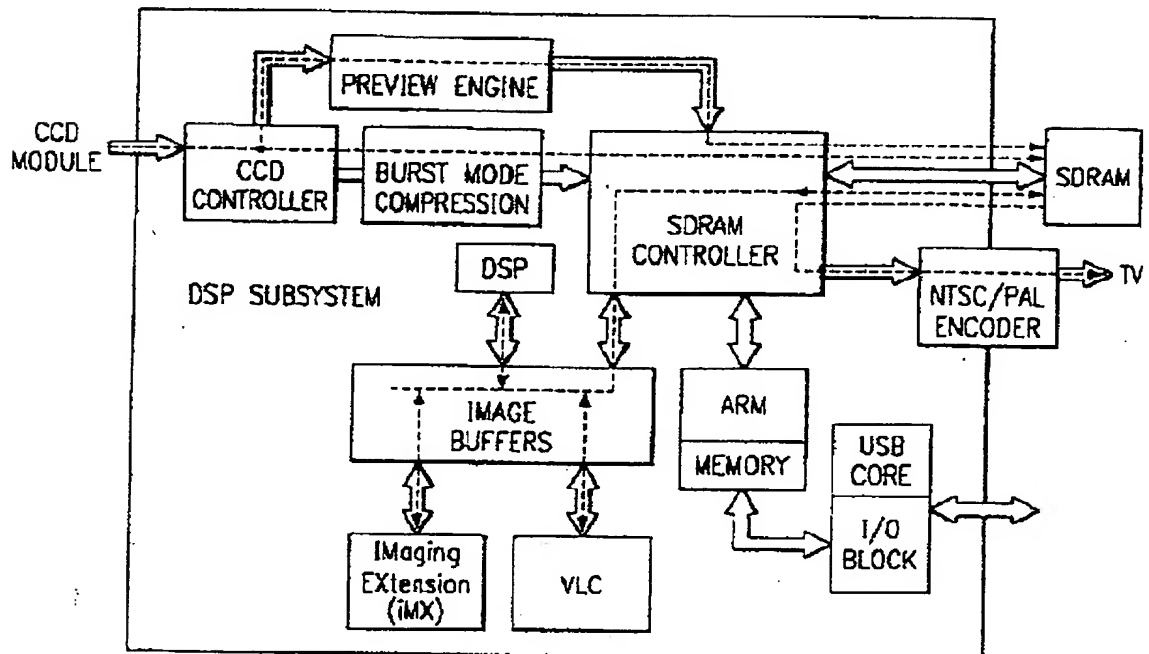 PREVIEW ENGINE
CCD
MODULE
CCD
CONTROLLER
BURST MODE
COMPRESSION
SDRAM
CONTROLLER
SDRAM
DSP
DSP SUBSYSTEM
NTSC/PAL
ENCODER
TV
IMAGE
BUFFERS
ARM
MEMORY
USB
CORE
I/O
BLOCK
IMaging
EXtension
(iMX)
VLC